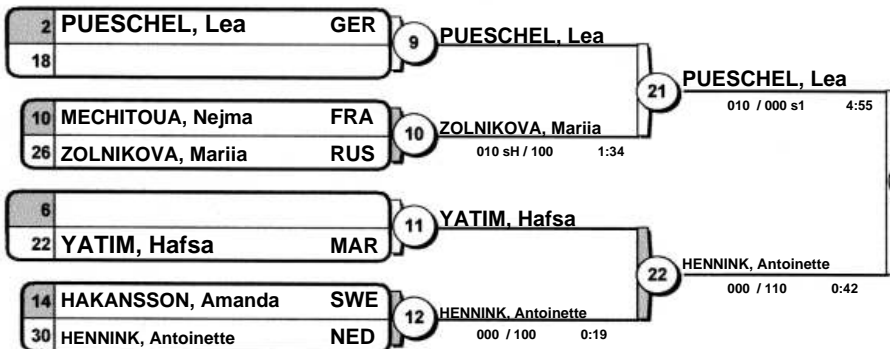 2 PUESCHEL, Lea GER
18
9 PUESCHEL, Lea
10 MECHITOUA, Nejma FRA
26 ZOLNIKOVA, Mariia RUS
10 ZOLNIKOVA, Mariia
010 sH / 100 1:34
21 PUESCHEL, Lea
010 / 000 s1 4:55
6
22 YATIM, Hafsa MAR
11 YATIM, Hafsa
14 HAKANSSON, Amanda SWE
30 HENNINK, Antoinette NED
12 HENNINK, Antoinette
000 / 100 0:19
22 HENNINK, Antoinette
000 / 110 0:42